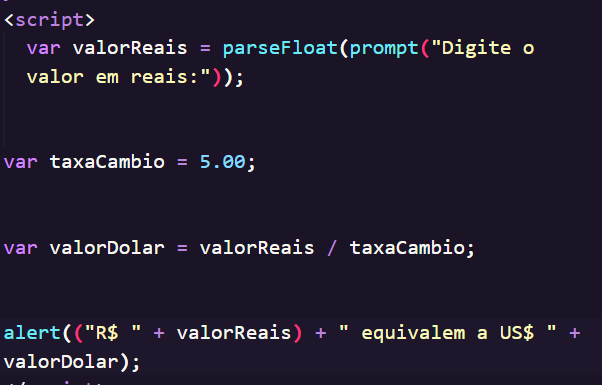 <script>
var valorReais = parseFloat(prompt("Digite o
valor em reais:"));
var taxaCambio = 5.00;
var valorDolar = valorReais / taxaCambio;
alert(("R$ " + valorReais) + " equivalem a US$ " +
valorDolar);